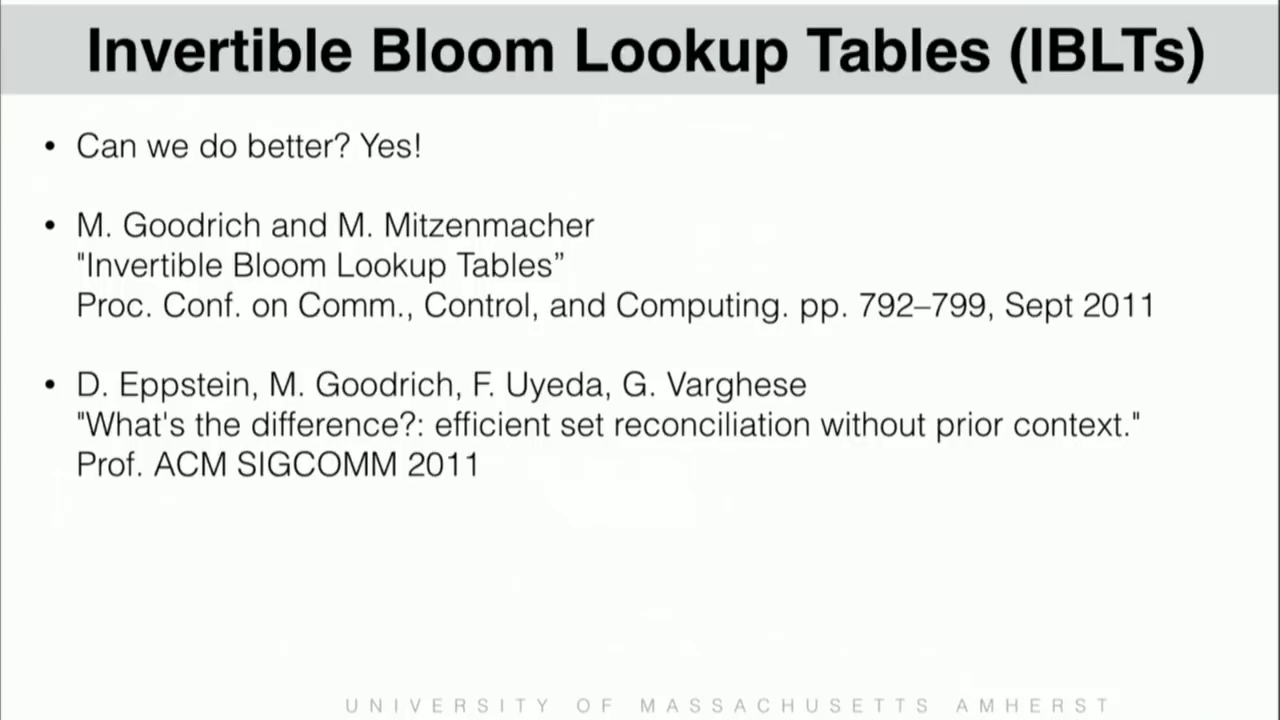 Invertible Bloom Lookup Tables (IBLTs)
• Can we do better? Yes!
• M. Goodrich and M. Mitzenmacher
"Invertible Bloom Lookup Tables”
Proc. Conf. on Comm., Control, and Computing. pp. 792–799, Sept 2011
• D. Eppstein, M. Goodrich, F. Uyeda, G. Varghese
"What's the difference?: efficient set reconciliation without prior context."
Prof. ACM SIGCOMM 2011
UNIVERSITY OF MASSACHUSETTS AMHERST